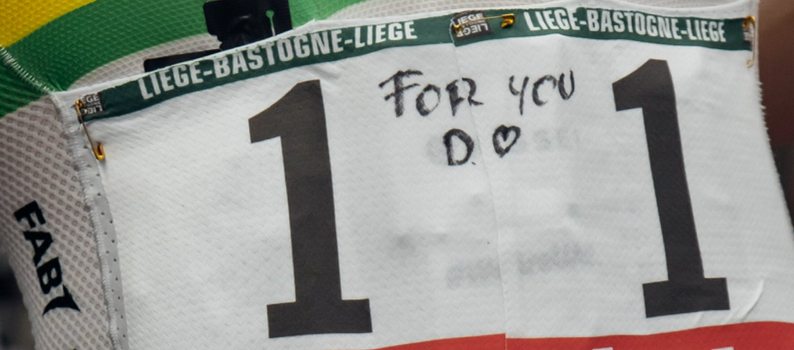 LIEGE-BASTOGNE-LIEGE
LIEGE-BASTOGNE-LIEGE
FOR YOU
D. ♡
1
1
FABY